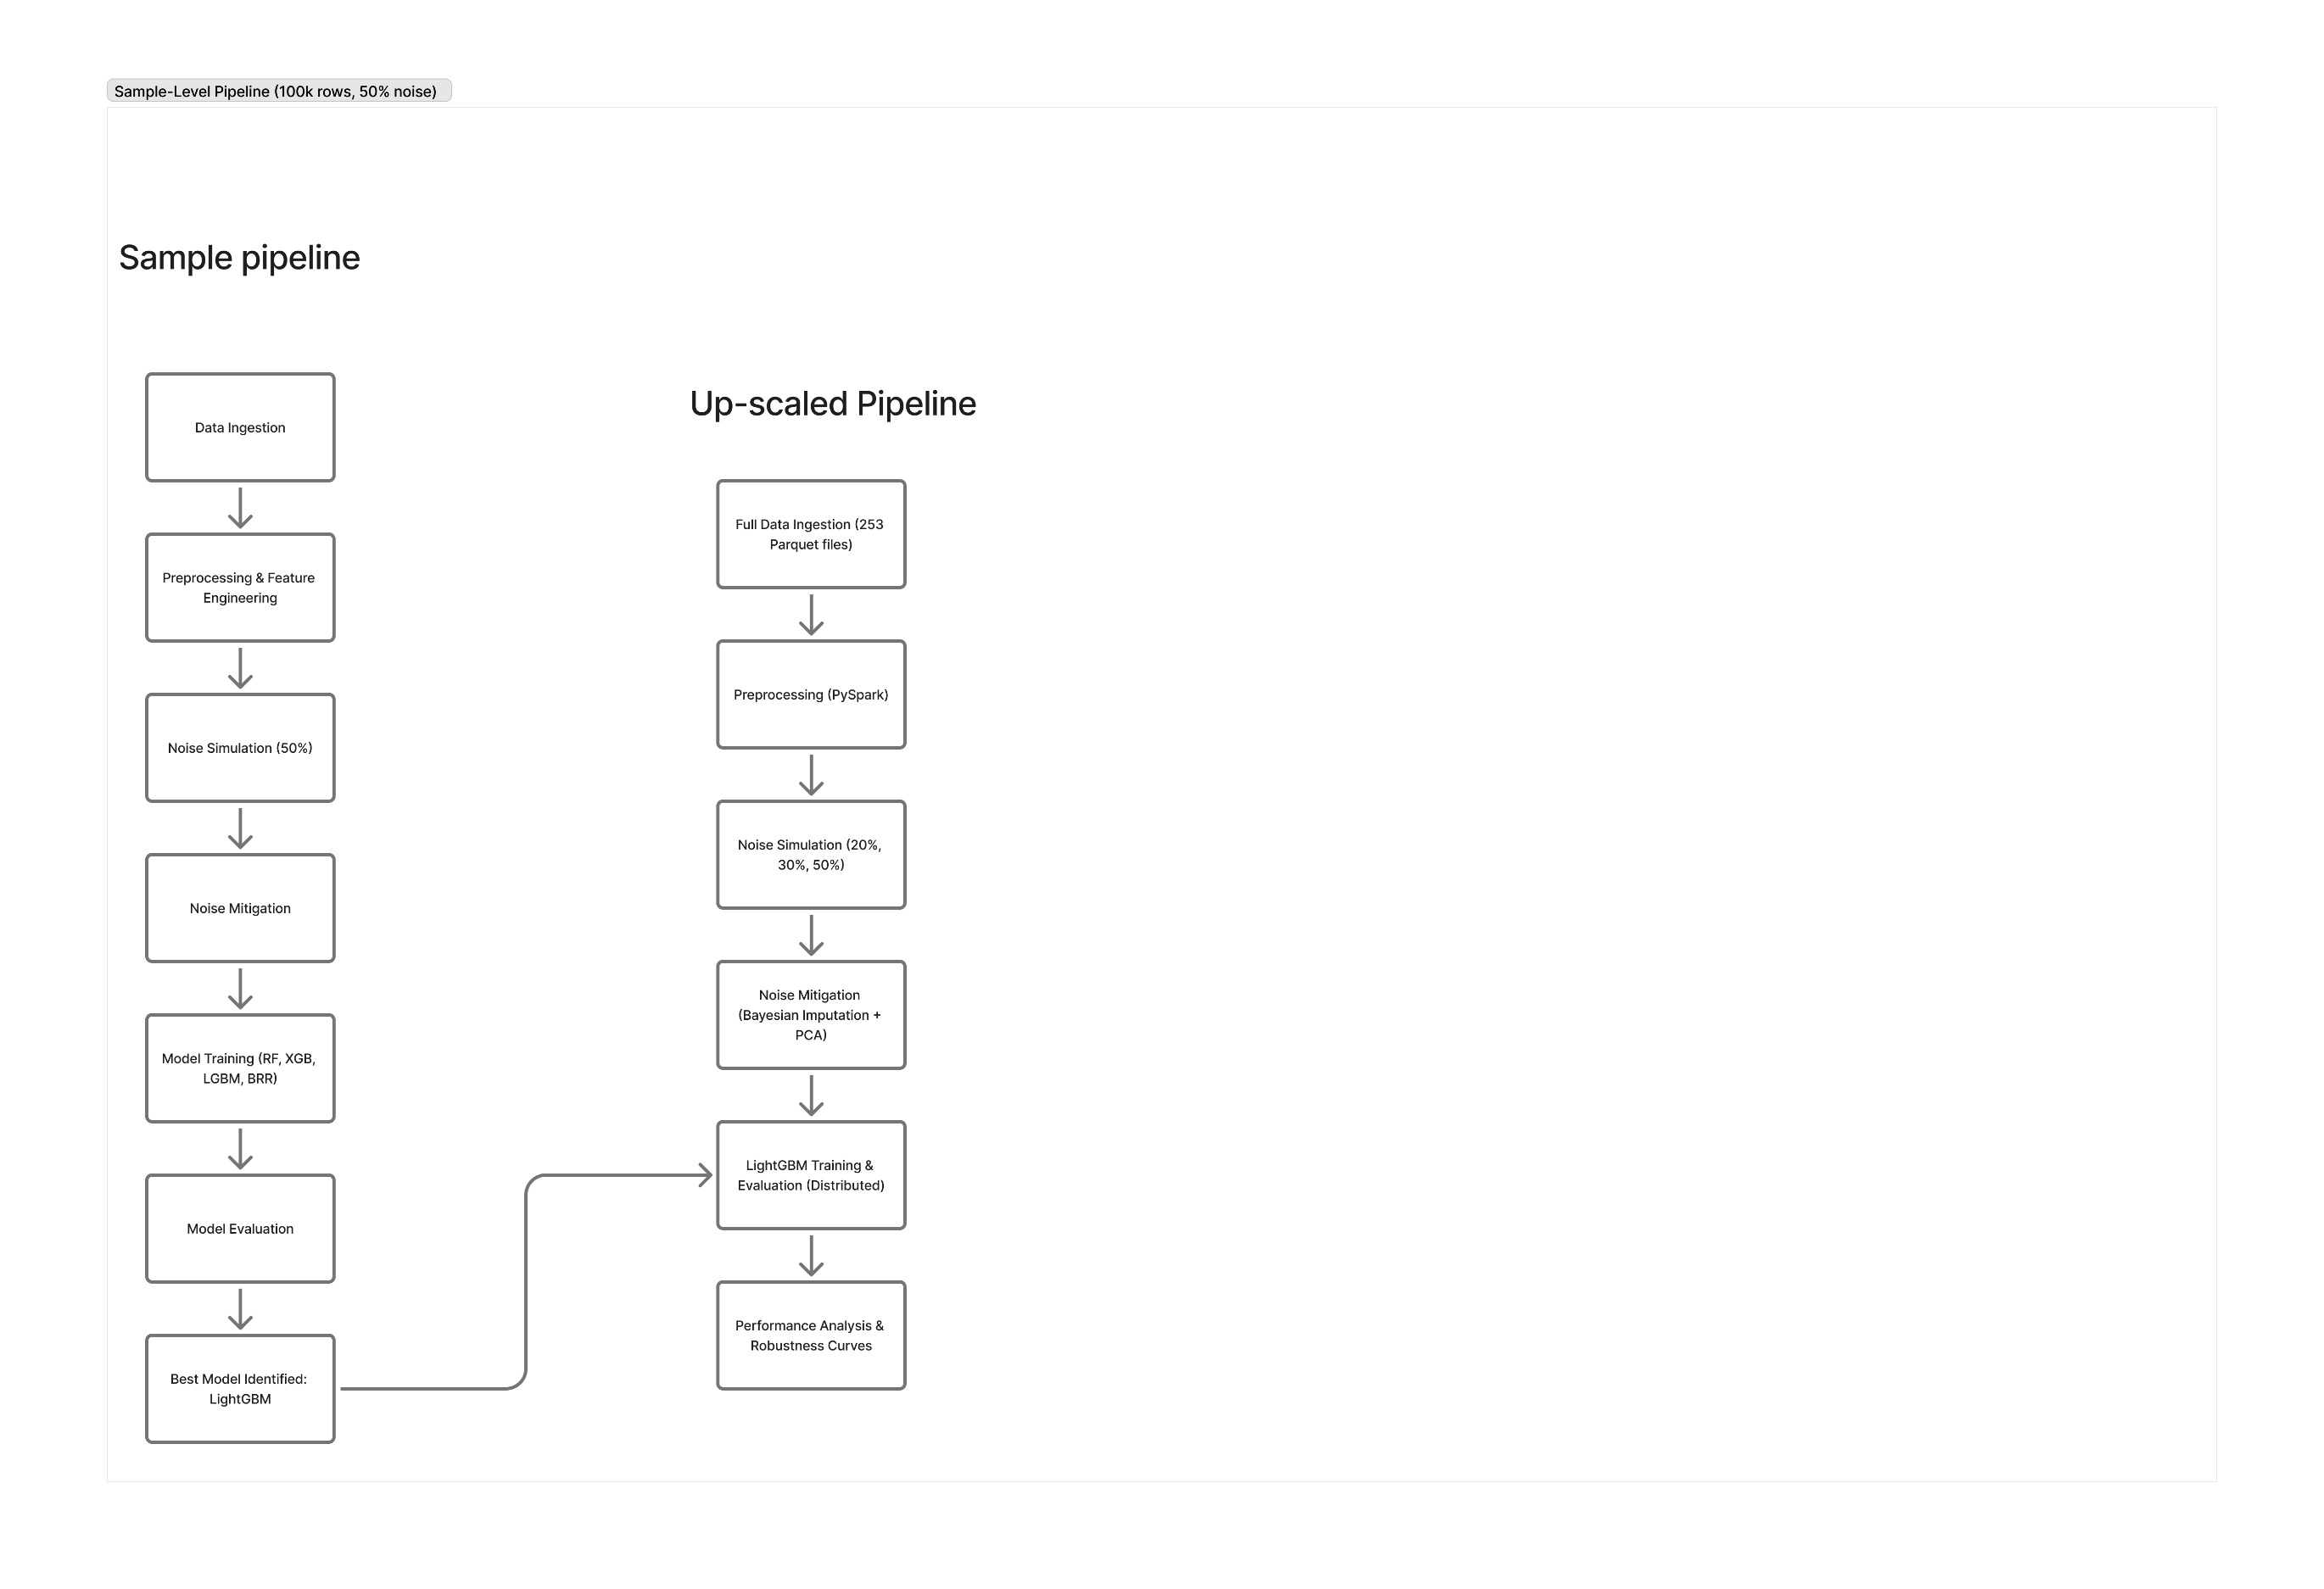 Sample-Level Pipeline (100k rows, 50% noise)
Sample pipeline
Data Ingestion
Preprocessing & Feature
Engineering
Noise Simulation (50%)
Noise Mitigation
Model Training (RF, XGB,
LGBM, BRR)
Model Evaluation
Best Model Identified:
LightGBM
Up-scaled Pipeline
Full Data Ingestion (253
Parquet files)
Preprocessing (PySpark)
Noise Simulation (20%,
30%, 50%)
Noise Mitigation
(Bayesian Imputation +
PCA)
LightGBM Training &
Evaluation (Distributed)
Performance Analysis &
Robustness Curves